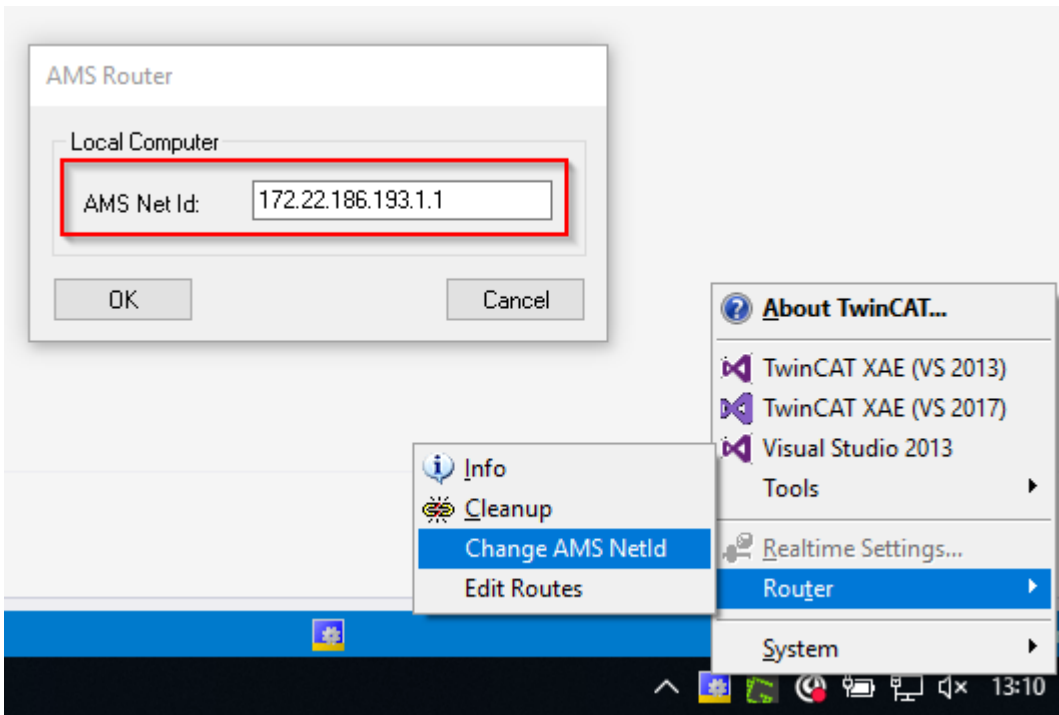 AMS Router
Local Computer
AMS Net Id: 172.22.186.193.1.1
OK Cancel
About TwinCAT...
TwinCAT XAE (VS 2013)
TwinCAT XAE (VS 2017)
Visual Studio 2013
Tools
Realtime Settings...
Router
System
Info
Cleanup
Change AMS NetId
Edit Routes
13:10